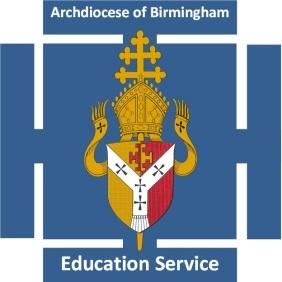 Archdiocese of Birmingham
Education Service